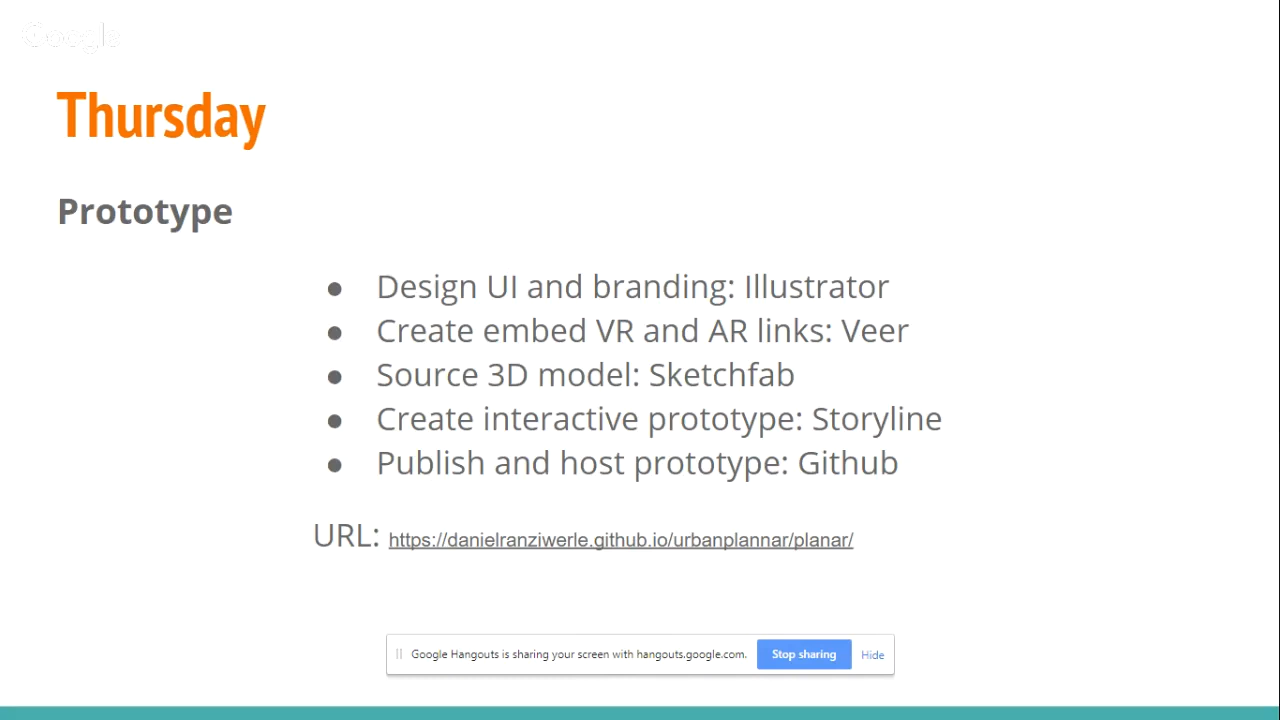 Google
Thursday
Prototype
● Design UI and branding: Illustrator
● Create embed VR and AR links: Veer
● Source 3D model: Sketchfab
● Create interactive prototype: Storyline
● Publish and host prototype: Github
URL: https://danielranziwerle.github.io/urbanplannar/planar/
Google Hangouts is sharing your screen with hangouts.google.com. Stop sharing Hide